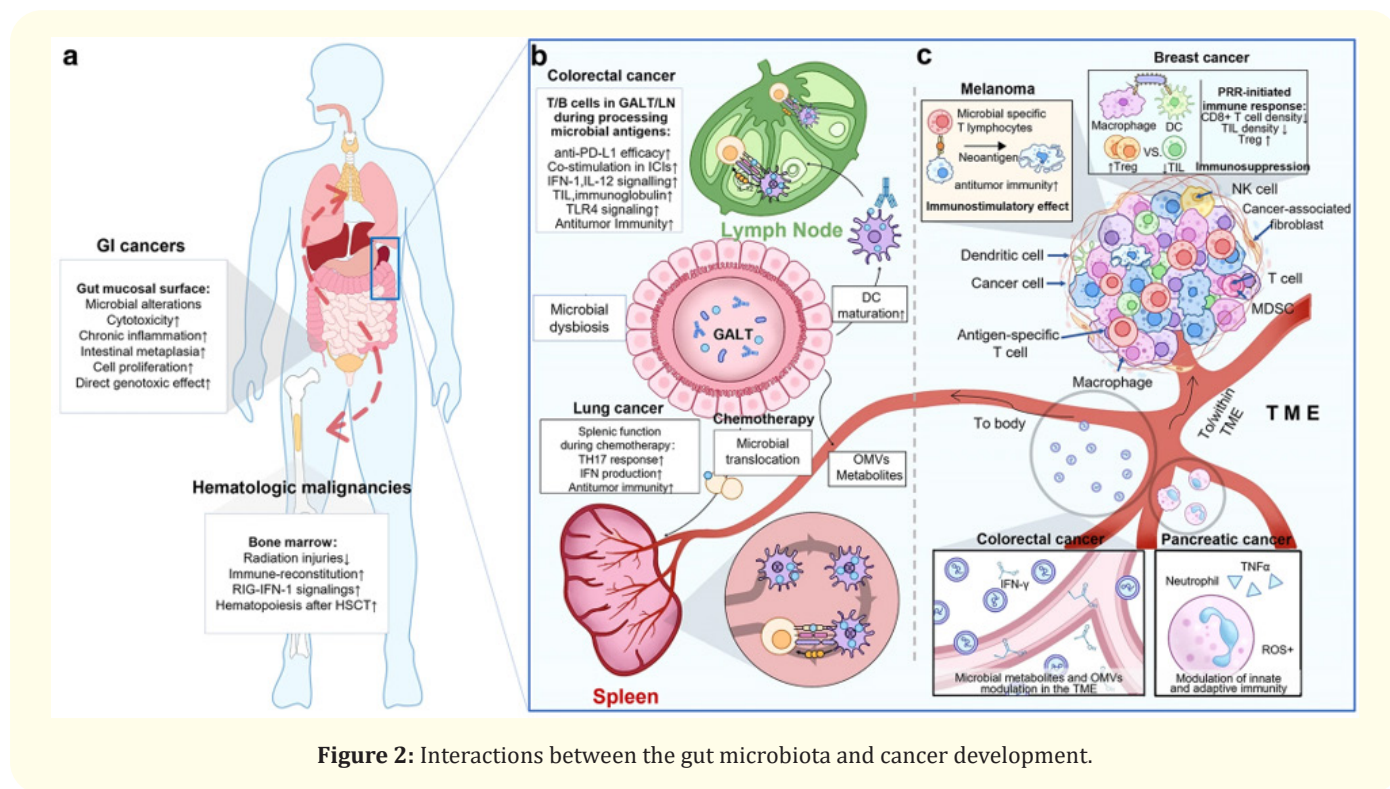 a
GI cancers
Gut mucosal surface:
Microbial alterations
Cytotoxicity↑
Chronic inflammation↑
Intestinal metaplasia↑
Cell proliferation↑
Direct genotoxic effect↑
Hematologic malignancies
Bone marrow:
Radiation injuries↓
Immune-reconstitution↑
RIG-IFN-1 signalings↑
Hematopoiesis after HSCT↑
b
Colorectal cancer
T/B cells in GALT/LN
during processing
microbial antigens:
anti-PD-L1 efficacy↑
Co-stimulation in ICIs↑
IFN-1,IL-12 signalling↑
TIL,immunoglobulin↑
TLR4 signaling↑
Antitumor Immunity↑
Lymph Node
Microbial
dysbiosis
GALT
DC
maturation↑
Lung cancer
Splenic function
during chemotherapy:
TH17 response↑
IFN production↑
Antitumor immunity↑
Chemotherapy
Microbial
translocation
OMVs
Metabolites
Spleen
c
Melanoma
Microbial specific
T lymphocytes
Neoantigen
antitumor immunity↑
Immunostimulatory effect
Breast cancer
Macrophage
DC
↑Treg
VS.
↓TIL
PRR-initiated
immune response:
CD8+ T cell density↓
TIL density ↓
Treg ↑
Immunosuppression
NK cell
Cancer-associated
fibroblast
Dendritic cell
Cancer cell
T cell
MDSC
Antigen-specific
T cell
Macrophage
To body
To/within
TME
TME
Colorectal cancer
IFN-γ
Microbial metabolites and OMVs
modulation in the TME
Pancreatic cancer
TNFα
Neutrophil
ROS+
Modulation of innate
and adaptive immunity
Figure 2: Interactions between the gut microbiota and cancer development.